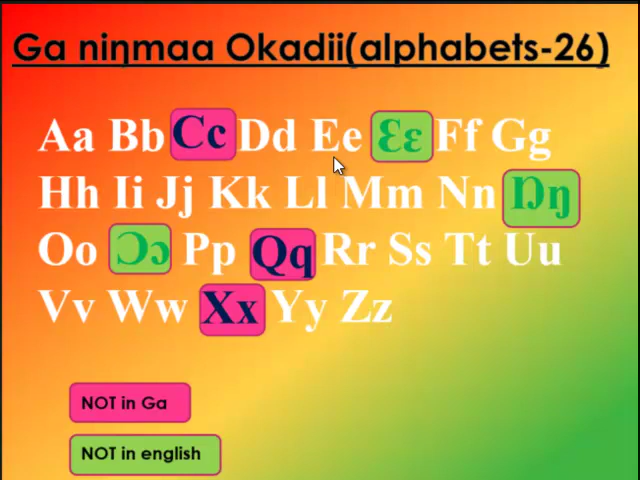 Ga niŋmaa Okadii(alphabets-26)
Aa Bb Cc Dd Ee Ɛɛ Ff Gg
Hh Ii Jj Kk Ll Mm Nn Ŋŋ
Oo Ɔɔ Pp Qq Rr Ss Tt Uu
Vv Ww Xx Yy Zz
NOT in Ga
NOT in english